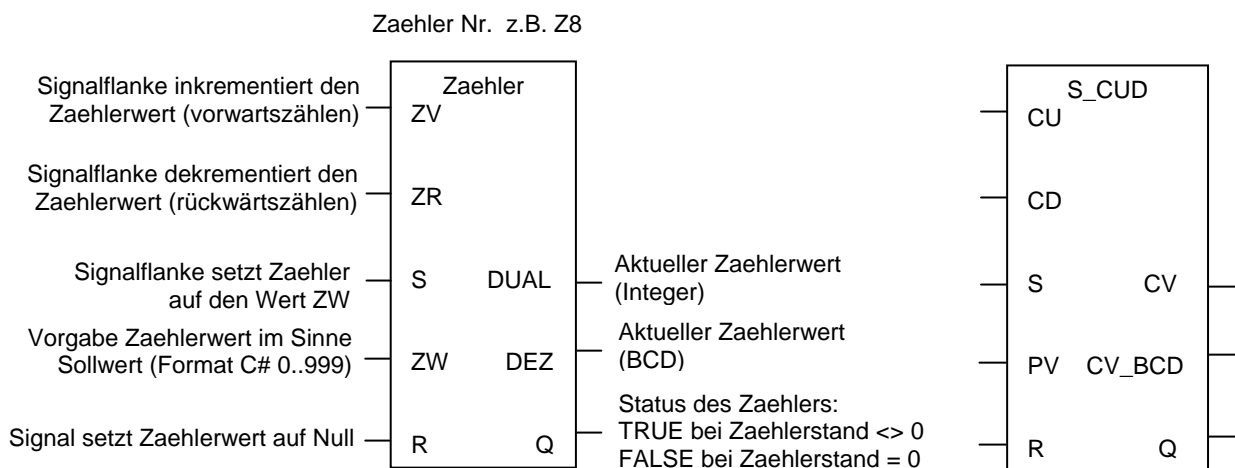 Zaehler Nr.  z.B. Z8
Signalflanke inkrementiert den
Zaehlerwert (vorwartszählen)
Signalflanke dekrementiert den
Zaehlerwert (rückwärtszählen)
Signalflanke setzt Zaehler
auf den Wert ZW
Vorgabe Zaehlerwert im Sinne
Sollwert (Format C# 0..999)
Signal setzt Zaehlerwert auf Null
Zaehler
ZV
ZR
S DUAL
ZW DEZ
R Q
Aktueller Zaehlerwert
(Integer)
Aktueller Zaehlerwert
(BCD)
Status des Zaehlers:
TRUE bei Zaehlerstand <> 0
FALSE bei Zaehlerstand = 0
S_CUD
CU
CD
S CV
PV CV_BCD
R Q